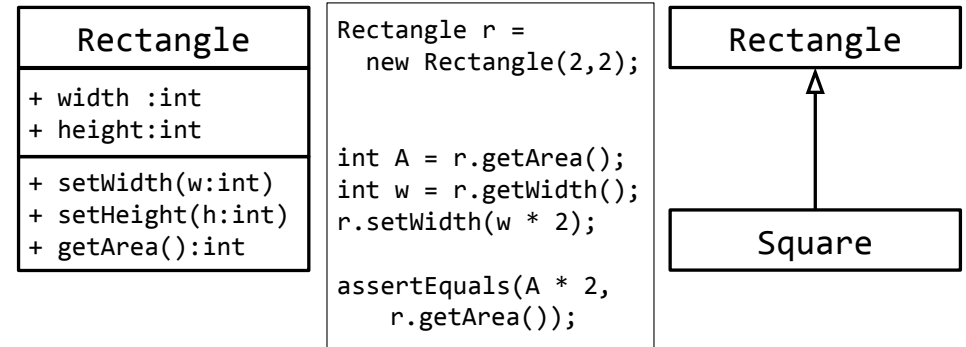 Rectangle
+ width :int
+ height:int
+ setWidth(w:int)
+ setHeight(h:int)
+ getArea():int
Rectangle r =
new Rectangle(2,2);
int A = r.getArea();
int w = r.getWidth();
r.setWidth(w * 2);
assertEquals(A * 2,
r.getArea());
Rectangle
Square